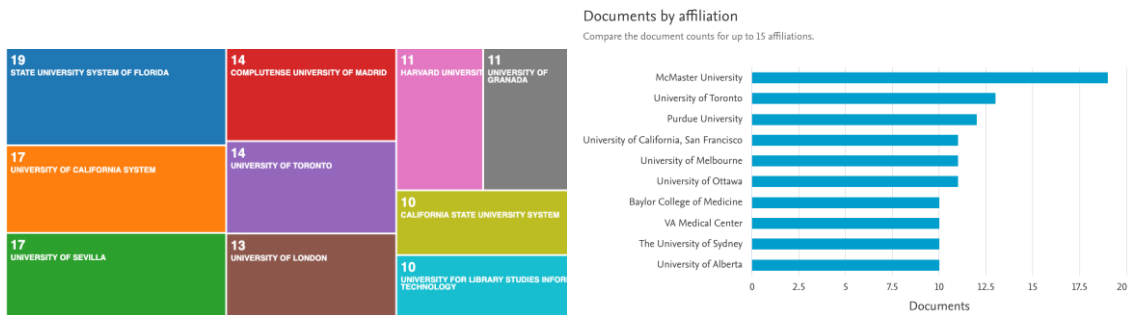 19
STATE UNIVERSITY SYSTEM OF FLORIDA
17
UNIVERSITY OF CALIFORNIA SYSTEM
17
UNIVERSITY OF SEVILLA
14
COMPLUTENSE UNIVERSITY OF MADRID
14
UNIVERSITY OF TORONTO
13
UNIVERSITY OF LONDON
11
HARVARD UNIVERSIT
11
UNIVERSITY OF
GRANADA
10
CALIFORNIA STATE UNIVERSITY SYSTEM
10
UNIVERSITY FOR LIBRARY STUDIES INFOR
TECHNOLOGY
Documents by affiliation
Compare the document counts for up to 15 affiliations.
McMaster University
University of Toronto
Purdue University
University of California, San Francisco
University of Melbourne
University of Ottawa
Baylor College of Medicine
VA Medical Center
The University of Sydney
University of Alberta
0 2.5 5 7.5 10 12.5 15 17.5 20
Documents